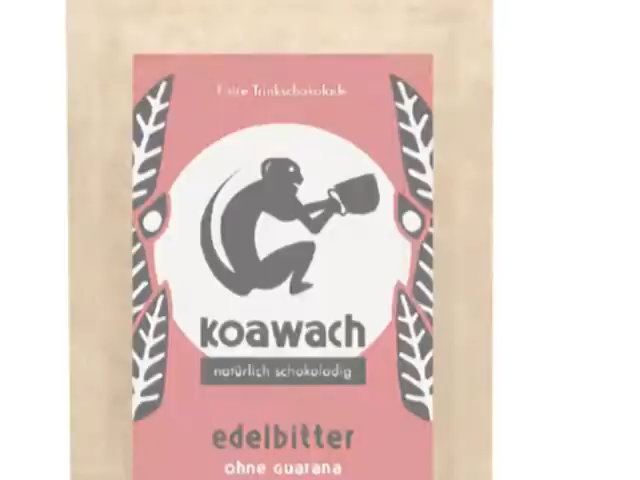 Trinkschokolade
koawach
natürlich schokoladig
edelbitter
ohne Guarana